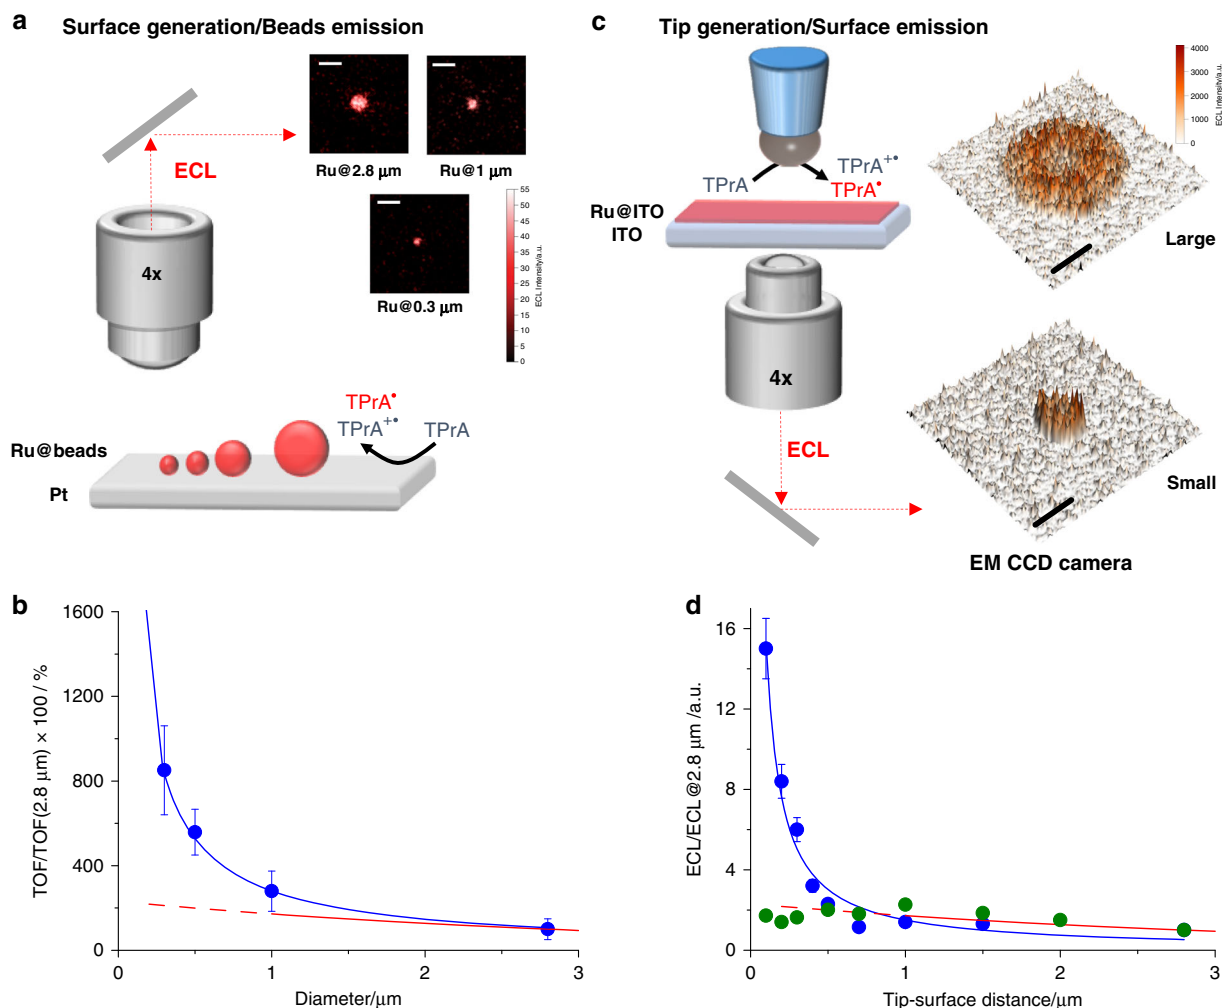 a Surface generation/Beads emission
ECL
4x
Ru@2.8 μm
Ru@1 μm
Ru@0.3 μm
55
50
45
40
35
30
25
20
15
10
5
0
ECL Intensity/a.u.
TPrA•
TPrA+•
TPrA
Ru@beads
Pt
c Tip generation/Surface emission
TPrA
TPrA+•
TPrA•
Ru@ITO
ITO
4x
ECL
4000
3000
2000
1000
0
ECL Intensity/a.u.
Large
Small
EM CCD camera
b
TOF/TOF(2.8 μm) × 100 / %
1600
1200
800
400
0
0 1 2 3
Diameter/μm
d
ECL/ECL@2.8 μm /a.u.
16
12
8
4
0
0 1 2 3
Tip-surface distance/μm